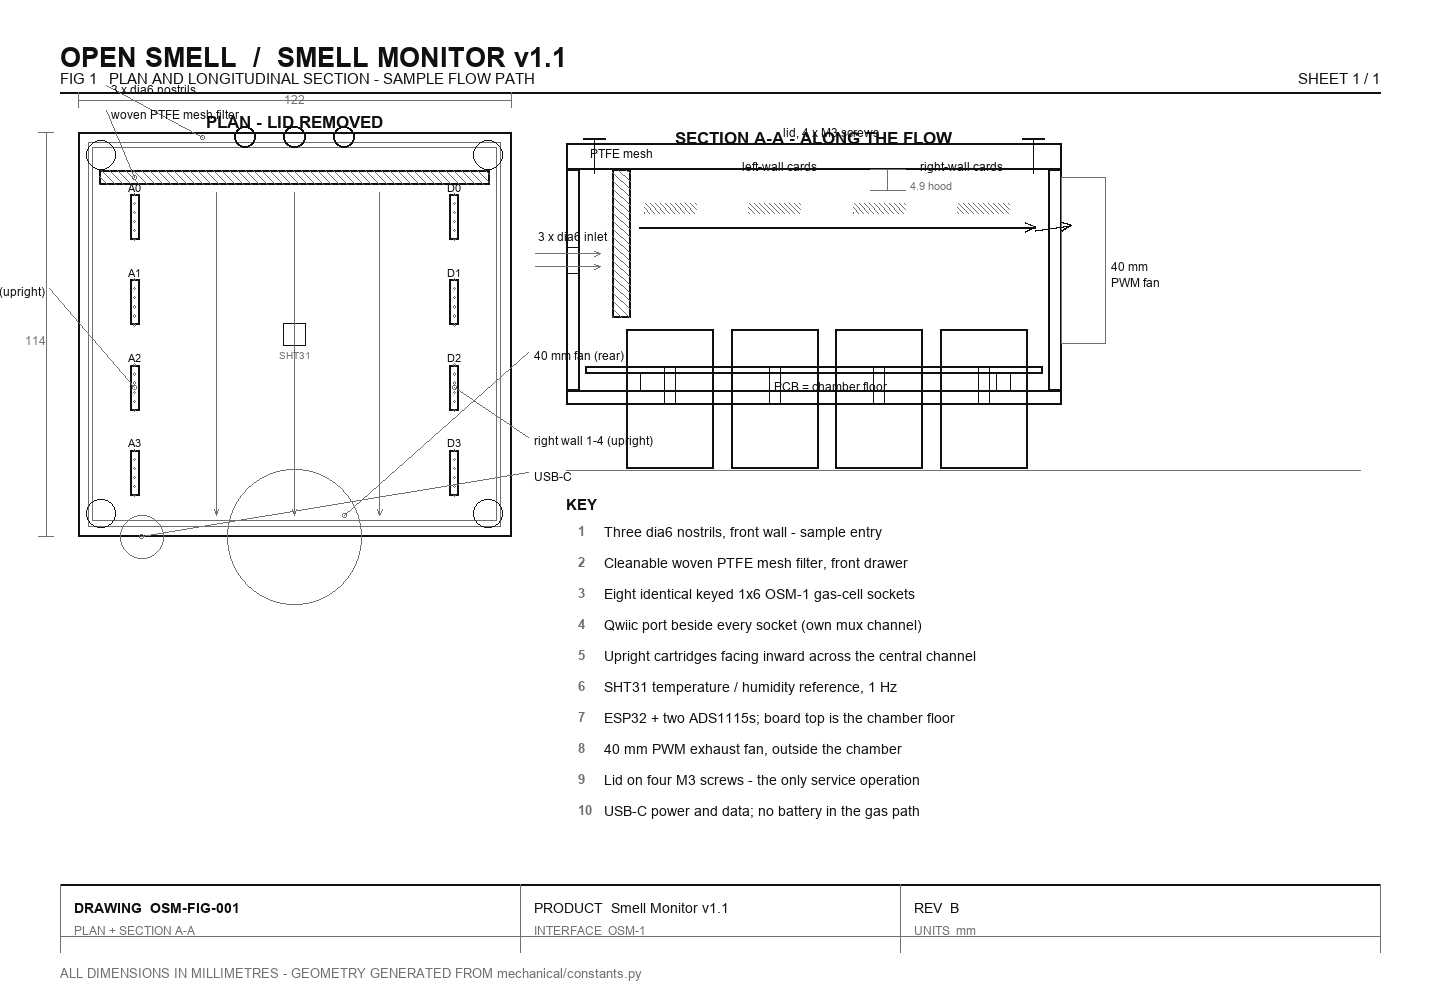 OPEN SMELL / SMELL MONITOR v1.1
FIG 1 PLAN AND LONGITUDINAL SECTION - SAMPLE FLOW PATH
SHEET 1 / 1
3 x dia6 nostrils
122
woven PTFE mesh filter
PLAN - LID REMOVED
A0
D0
A1
D1
(upright)
114
SHT31
A2
D2
A3
D3
40 mm fan (rear)
right wall 1-4 (upright)
USB-C
lid, 4 x M3 screws
SECTION A-A - ALONG THE FLOW
PTFE mesh
left-wall cards
right-wall cards
4.9 hood
3 x dia6 inlet
40 mm
PWM fan
PCB = chamber floor
KEY
1 Three dia6 nostrils, front wall - sample entry
2 Cleanable woven PTFE mesh filter, front drawer
3 Eight identical keyed 1x6 OSM-1 gas-cell sockets
4 Qwiic port beside every socket (own mux channel)
5 Upright cartridges facing inward across the central channel
6 SHT31 temperature / humidity reference, 1 Hz
7 ESP32 + two ADS1115s; board top is the chamber floor
8 40 mm PWM exhaust fan, outside the chamber
9 Lid on four M3 screws - the only service operation
10 USB-C power and data; no battery in the gas path
DRAWING OSM-FIG-001
PLAN + SECTION A-A
PRODUCT Smell Monitor v1.1
INTERFACE OSM-1
REV B
UNITS mm
ALL DIMENSIONS IN MILLIMETRES - GEOMETRY GENERATED FROM mechanical/constants.py